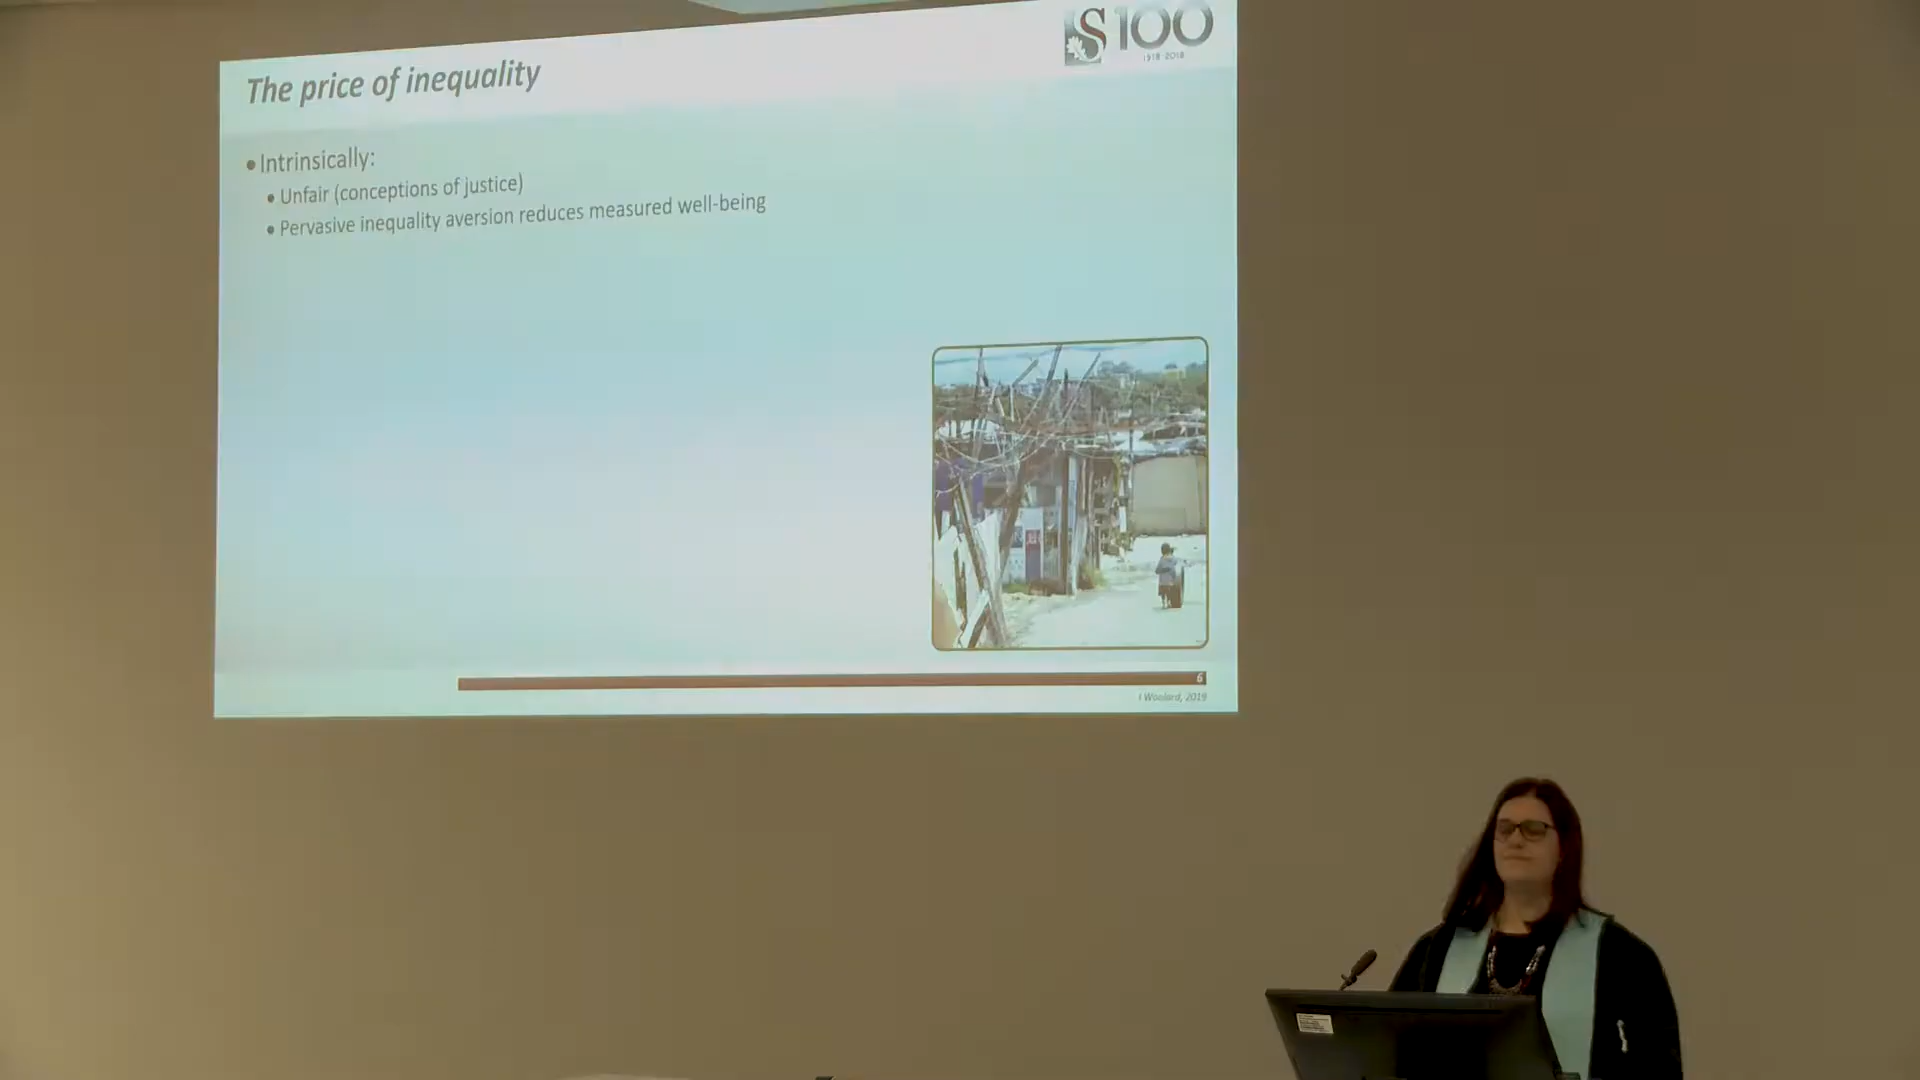 S100
1918·2018
The price of inequality
• Intrinsically:
• Unfair (conceptions of justice)
• Pervasive inequality aversion reduces measured well-being
6
I Woolard, 2019